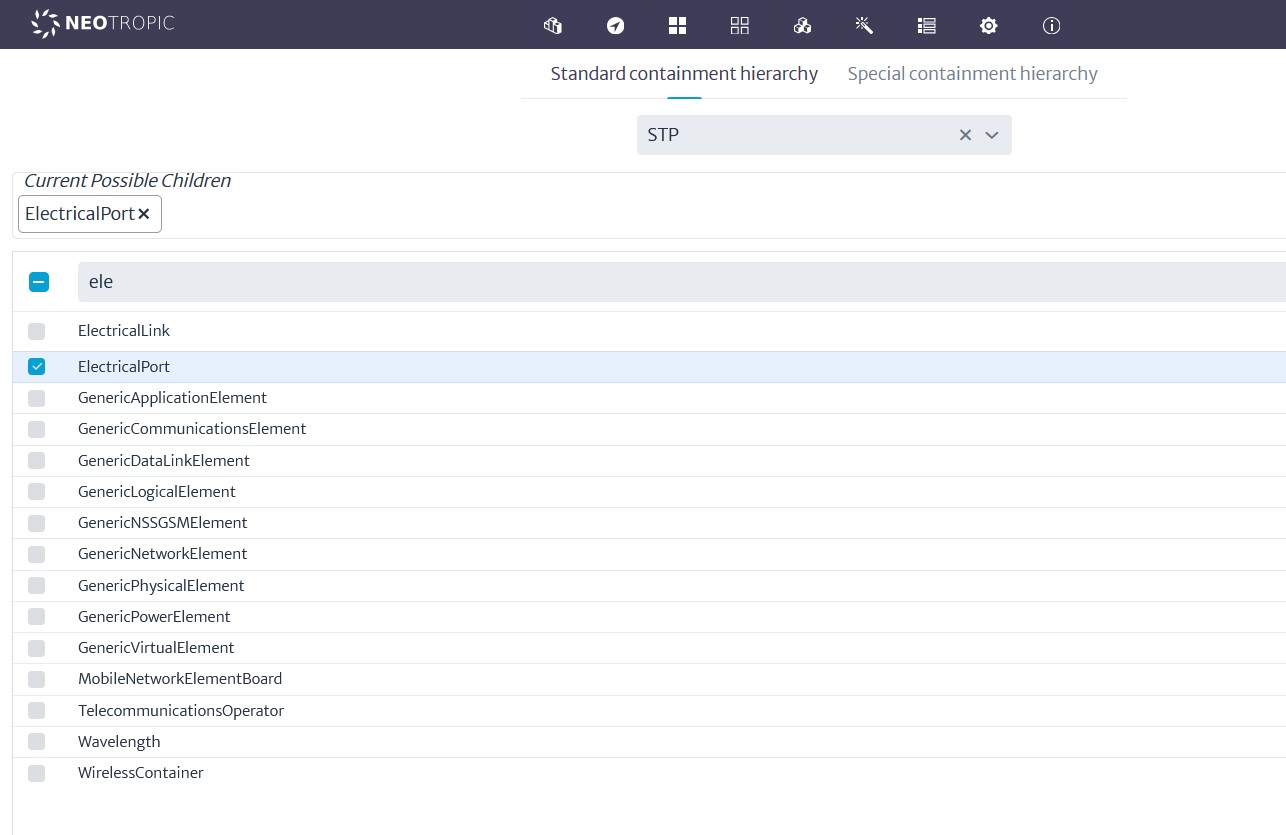 NEOTROPIC
Standard containment hierarchy Special containment hierarchy
STP
Current Possible Children
ElectricalPort
ele
ElectricalLink
ElectricalPort
GenericApplicationElement
GenericCommunicationsElement
GenericDataLinkElement
GenericLogicalElement
GenericNSSGSMElement
GenericNetworkElement
GenericPhysicalElement
GenericPowerElement
GenericVirtualElement
MobileNetworkElementBoard
TelecommunicationsOperator
Wavelength
WirelessContainer